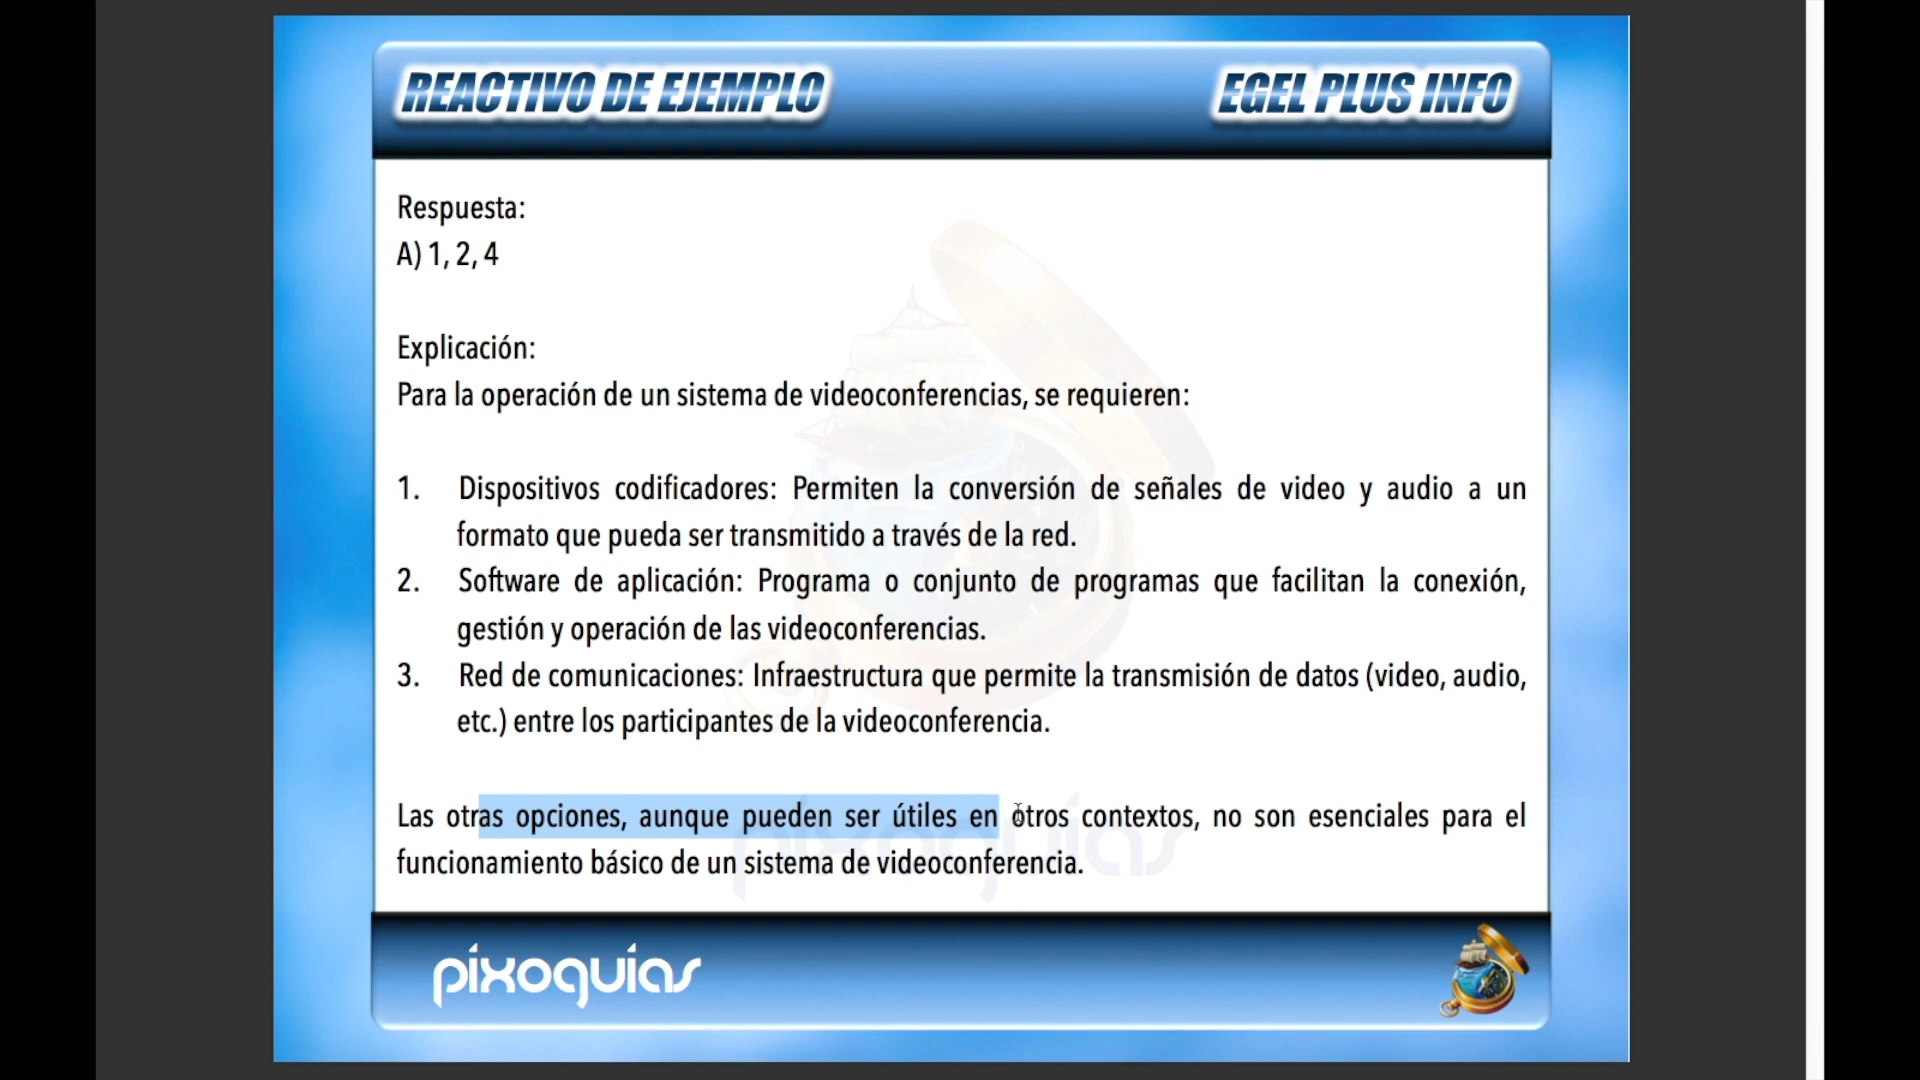 REACTIVO DE EJEMPLO
EGEL PLUS INFO
Respuesta:
A) 1, 2, 4
Explicación:
Para la operación de un sistema de videoconferencias, se requieren:
1. Dispositivos codificadores: Permiten la conversión de señales de video y audio a un
formato que pueda ser transmitido a través de la red.
2. Software de aplicación: Programa o conjunto de programas que facilitan la conexión,
gestión y operación de las videoconferencias.
3. Red de comunicaciones: Infraestructura que permite la transmisión de datos (video, audio,
etc.) entre los participantes de la videoconferencia.
Las otras opciones, aunque pueden ser útiles en otros contextos, no son esenciales para el
funcionamiento básico de un sistema de videoconferencia.
pixoguías
pixoguías